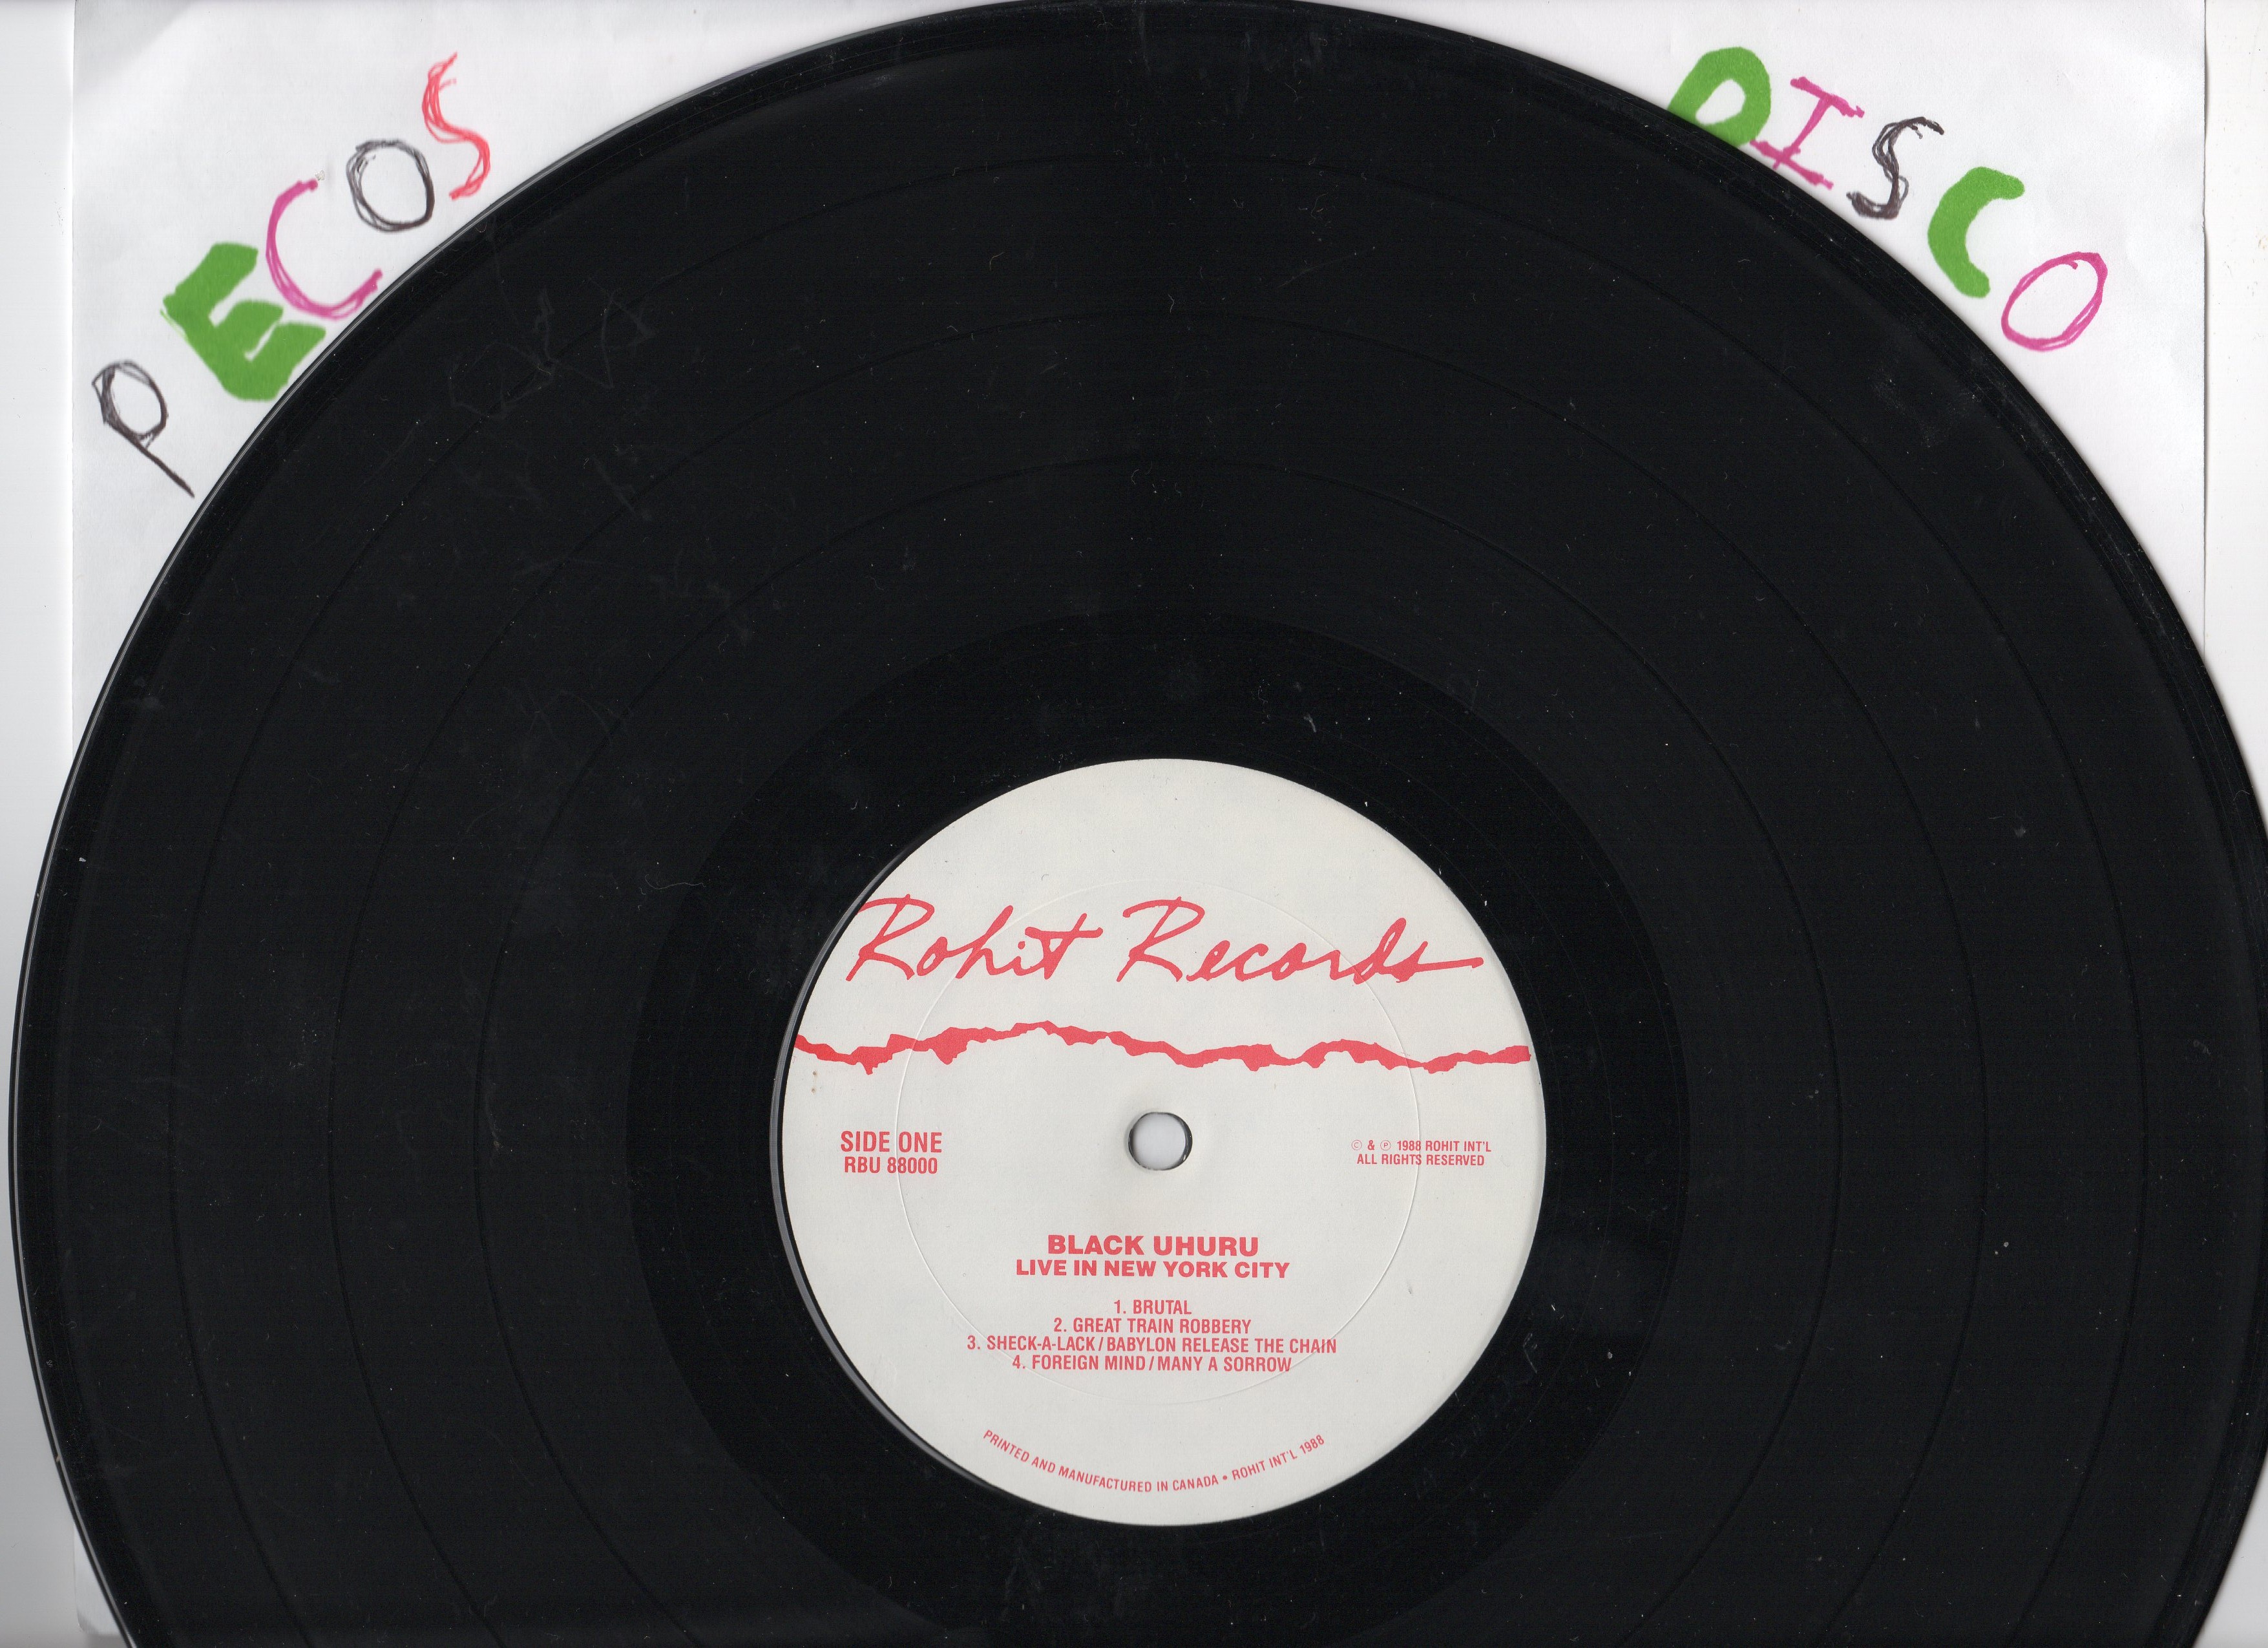 PECOS DISCO
Rohit Records
SIDE ONE
RBU 88000
© & ℗ 1988 ROHIT INT'L
ALL RIGHTS RESERVED
BLACK UHURU
LIVE IN NEW YORK CITY
1. BRUTAL
2. GREAT TRAIN ROBBERY
3. SHECK-A-LACK/BABYLON RELEASE THE CHAIN
4. FOREIGN MIND/MANY A SORROW
PRINTED AND MANUFACTURED IN CANADA • ROHIT INT'L 1988